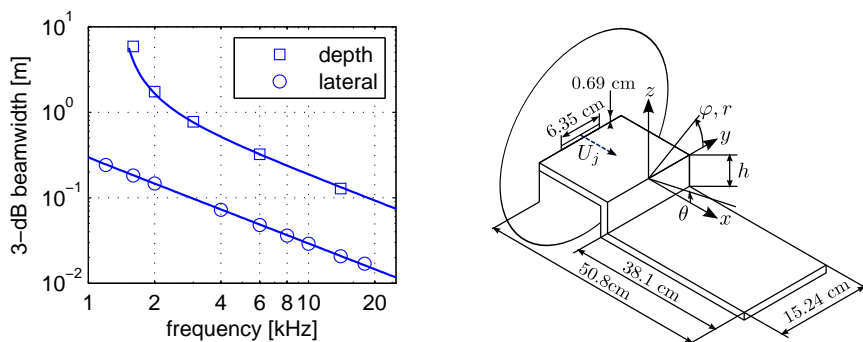 10^1
10^0
10^{-1}
10^{-2}
3−dB beamwidth [m]
depth
lateral
1 2 4 6 8 10 20
frequency [kHz]
0.69 cm
6.35 cm
U_j
z
φ, r
y
h
θ
x
38.1 cm
50.8cm
15.24 cm